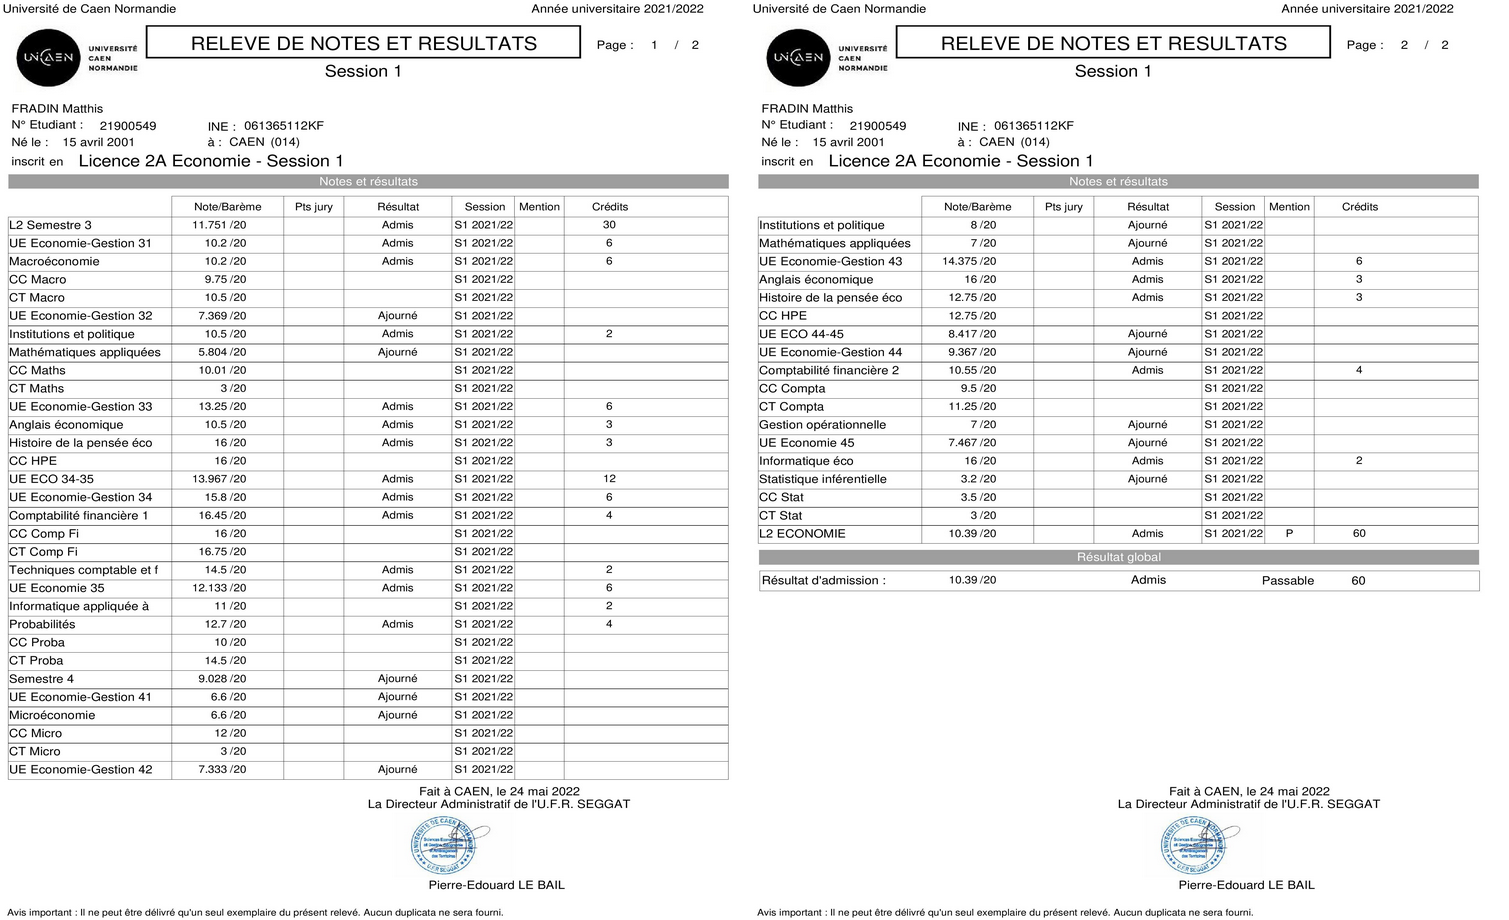 Université de Caen Normandie
Année universitaire 2021/2022
UNICAEN
UNIVERSITÉ
CAEN
NORMANDIE
RELEVE DE NOTES ET RESULTATS
Page : 1 / 2
Session 1
FRADIN Matthis
N° Etudiant : 21900549 INE : 061365112KF
Né le : 15 avril 2001 à : CAEN (014)
inscrit en Licence 2A Economie - Session 1
Notes et résultats
Note/Barème Pts jury Résultat Session Mention Crédits
L2 Semestre 3 11.751 /20 Admis S1 2021/22 30
UE Economie-Gestion 31 10.2 /20 Admis S1 2021/22 6
Macroéconomie 10.2 /20 Admis S1 2021/22 6
CC Macro 9.75 /20 S1 2021/22
CT Macro 10.5 /20 S1 2021/22
UE Economie-Gestion 32 7.369 /20 Ajourné S1 2021/22
Institutions et politique 10.5 /20 Admis S1 2021/22 2
Mathématiques appliquées 5.804 /20 Ajourné S1 2021/22
CC Maths 10.01 /20 S1 2021/22
CT Maths 3 /20 S1 2021/22
UE Economie-Gestion 33 13.25 /20 Admis S1 2021/22 6
Anglais économique 10.5 /20 Admis S1 2021/22 3
Histoire de la pensée éco 16 /20 Admis S1 2021/22 3
CC HPE 16 /20 S1 2021/22
UE ECO 34-35 13.967 /20 Admis S1 2021/22 12
UE Economie-Gestion 34 15.8 /20 Admis S1 2021/22 6
Comptabilité financière 1 16.45 /20 Admis S1 2021/22 4
CC Comp Fi 16 /20 S1 2021/22
CT Comp Fi 16.75 /20 S1 2021/22
Techniques comptable et f 14.5 /20 Admis S1 2021/22 2
UE Economie 35 12.133 /20 Admis S1 2021/22 6
Informatique appliquée à 11 /20 S1 2021/22 2
Probabilités 12.7 /20 Admis S1 2021/22 4
CC Proba 10 /20 S1 2021/22
CT Proba 14.5 /20 S1 2021/22
Semestre 4 9.028 /20 Ajourné S1 2021/22
UE Economie-Gestion 41 6.6 /20 Ajourné S1 2021/22
Microéconomie 6.6 /20 Ajourné S1 2021/22
CC Micro 12 /20 S1 2021/22
CT Micro 3 /20 S1 2021/22
UE Economie-Gestion 42 7.333 /20 Ajourné S1 2021/22
Fait à CAEN, le 24 mai 2022
La Directeur Administratif de l'U.F.R. SEGGAT
UNIVERSITÉ DE CAEN NORMANDIE
U.F.R SEGGAT
Pierre-Edouard LE BAIL
Avis important : Il ne peut être délivré qu'un seul exemplaire du présent relevé. Aucun duplicata ne sera fourni.
Université de Caen Normandie
Année universitaire 2021/2022
UNICAEN
UNIVERSITÉ
CAEN
NORMANDIE
RELEVE DE NOTES ET RESULTATS
Page : 2 / 2
Session 1
FRADIN Matthis
N° Etudiant : 21900549 INE : 061365112KF
Né le : 15 avril 2001 à : CAEN (014)
inscrit en Licence 2A Economie - Session 1
Notes et résultats
Note/Barème Pts jury Résultat Session Mention Crédits
Institutions et politique 8 /20 Ajourné S1 2021/22
Mathématiques appliquées 7 /20 Ajourné S1 2021/22
UE Economie-Gestion 43 14.375 /20 Admis S1 2021/22 6
Anglais économique 16 /20 Admis S1 2021/22 3
Histoire de la pensée éco 12.75 /20 Admis S1 2021/22 3
CC HPE 12.75 /20 S1 2021/22
UE ECO 44-45 8.417 /20 Ajourné S1 2021/22
UE Economie-Gestion 44 9.367 /20 Ajourné S1 2021/22
Comptabilité financière 2 10.55 /20 Admis S1 2021/22 4
CC Compta 9.5 /20 S1 2021/22
CT Compta 11.25 /20 S1 2021/22
Gestion opérationnelle 7 /20 Ajourné S1 2021/22
UE Economie 45 7.467 /20 Ajourné S1 2021/22
Informatique éco 16 /20 Admis S1 2021/22 2
Statistique inférentielle 3.2 /20 Ajourné S1 2021/22
CC Stat 3.5 /20 S1 2021/22
CT Stat 3 /20 S1 2021/22
L2 ECONOMIE 10.39 /20 Admis S1 2021/22 P 60
Résultat global
Résultat d'admission : 10.39 /20 Admis Passable 60
Fait à CAEN, le 24 mai 2022
La Directeur Administratif de l'U.F.R. SEGGAT
UNIVERSITÉ DE CAEN NORMANDIE
U.F.R SEGGAT
Pierre-Edouard LE BAIL
Avis important : Il ne peut être délivré qu'un seul exemplaire du présent relevé. Aucun duplicata ne sera fourni.